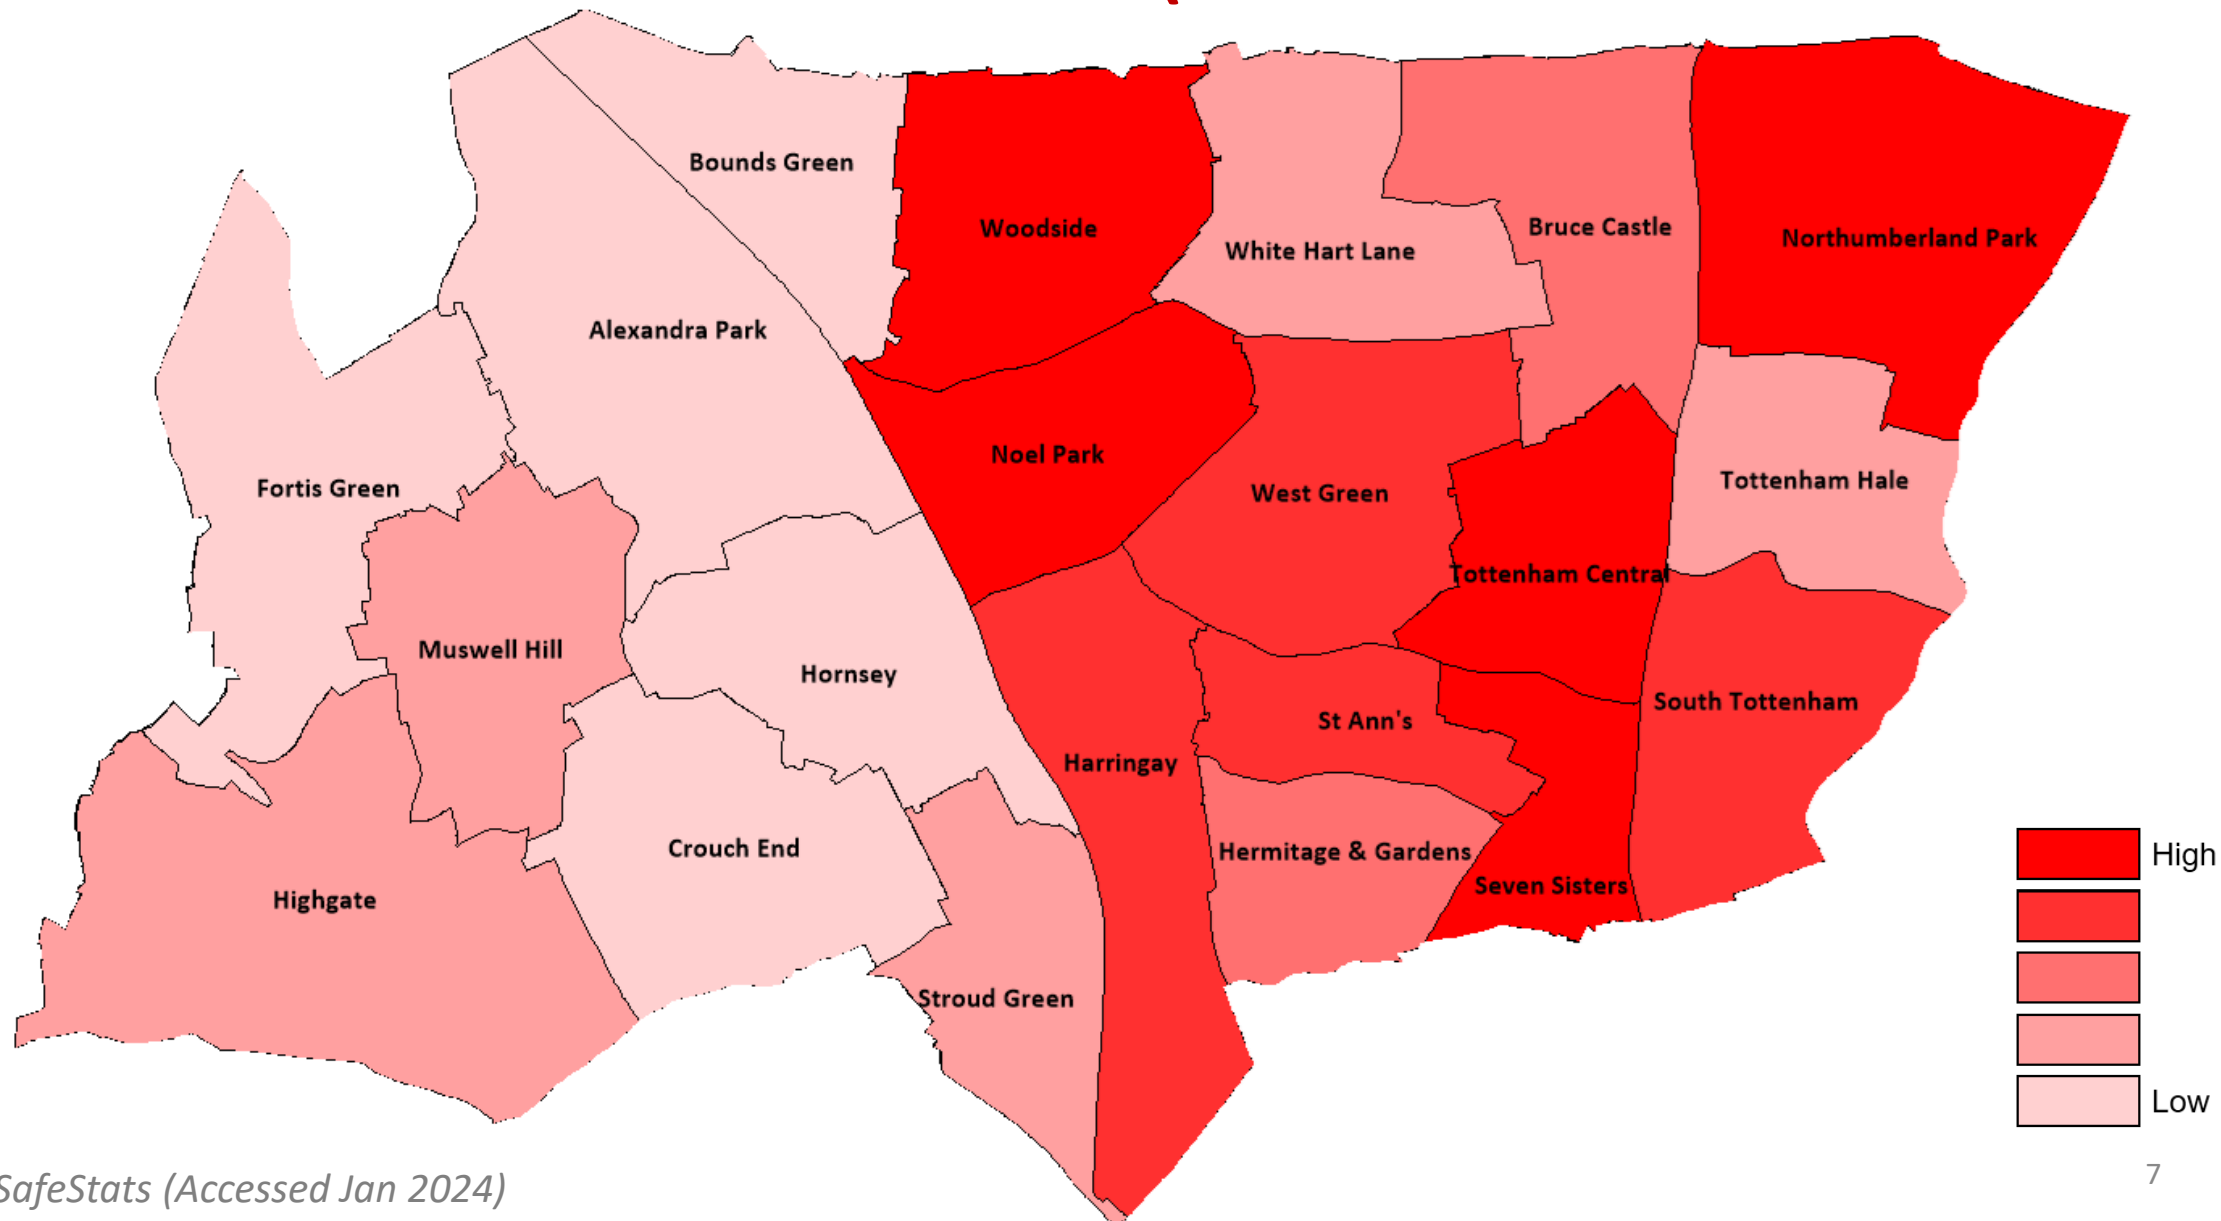 Bounds Green
Woodside
White Hart Lane
Bruce Castle
Northumberland Park
Alexandra Park
Noel Park
Fortis Green
West Green
Tottenham Hale
Tottenham Central
Muswell Hill
Hornsey
South Tottenham
St Ann's
Harringay
Crouch End
Hermitage & Gardens
Seven Sisters
Highgate
Stroud Green
High
Low
SafeStats (Accessed Jan 2024)
7